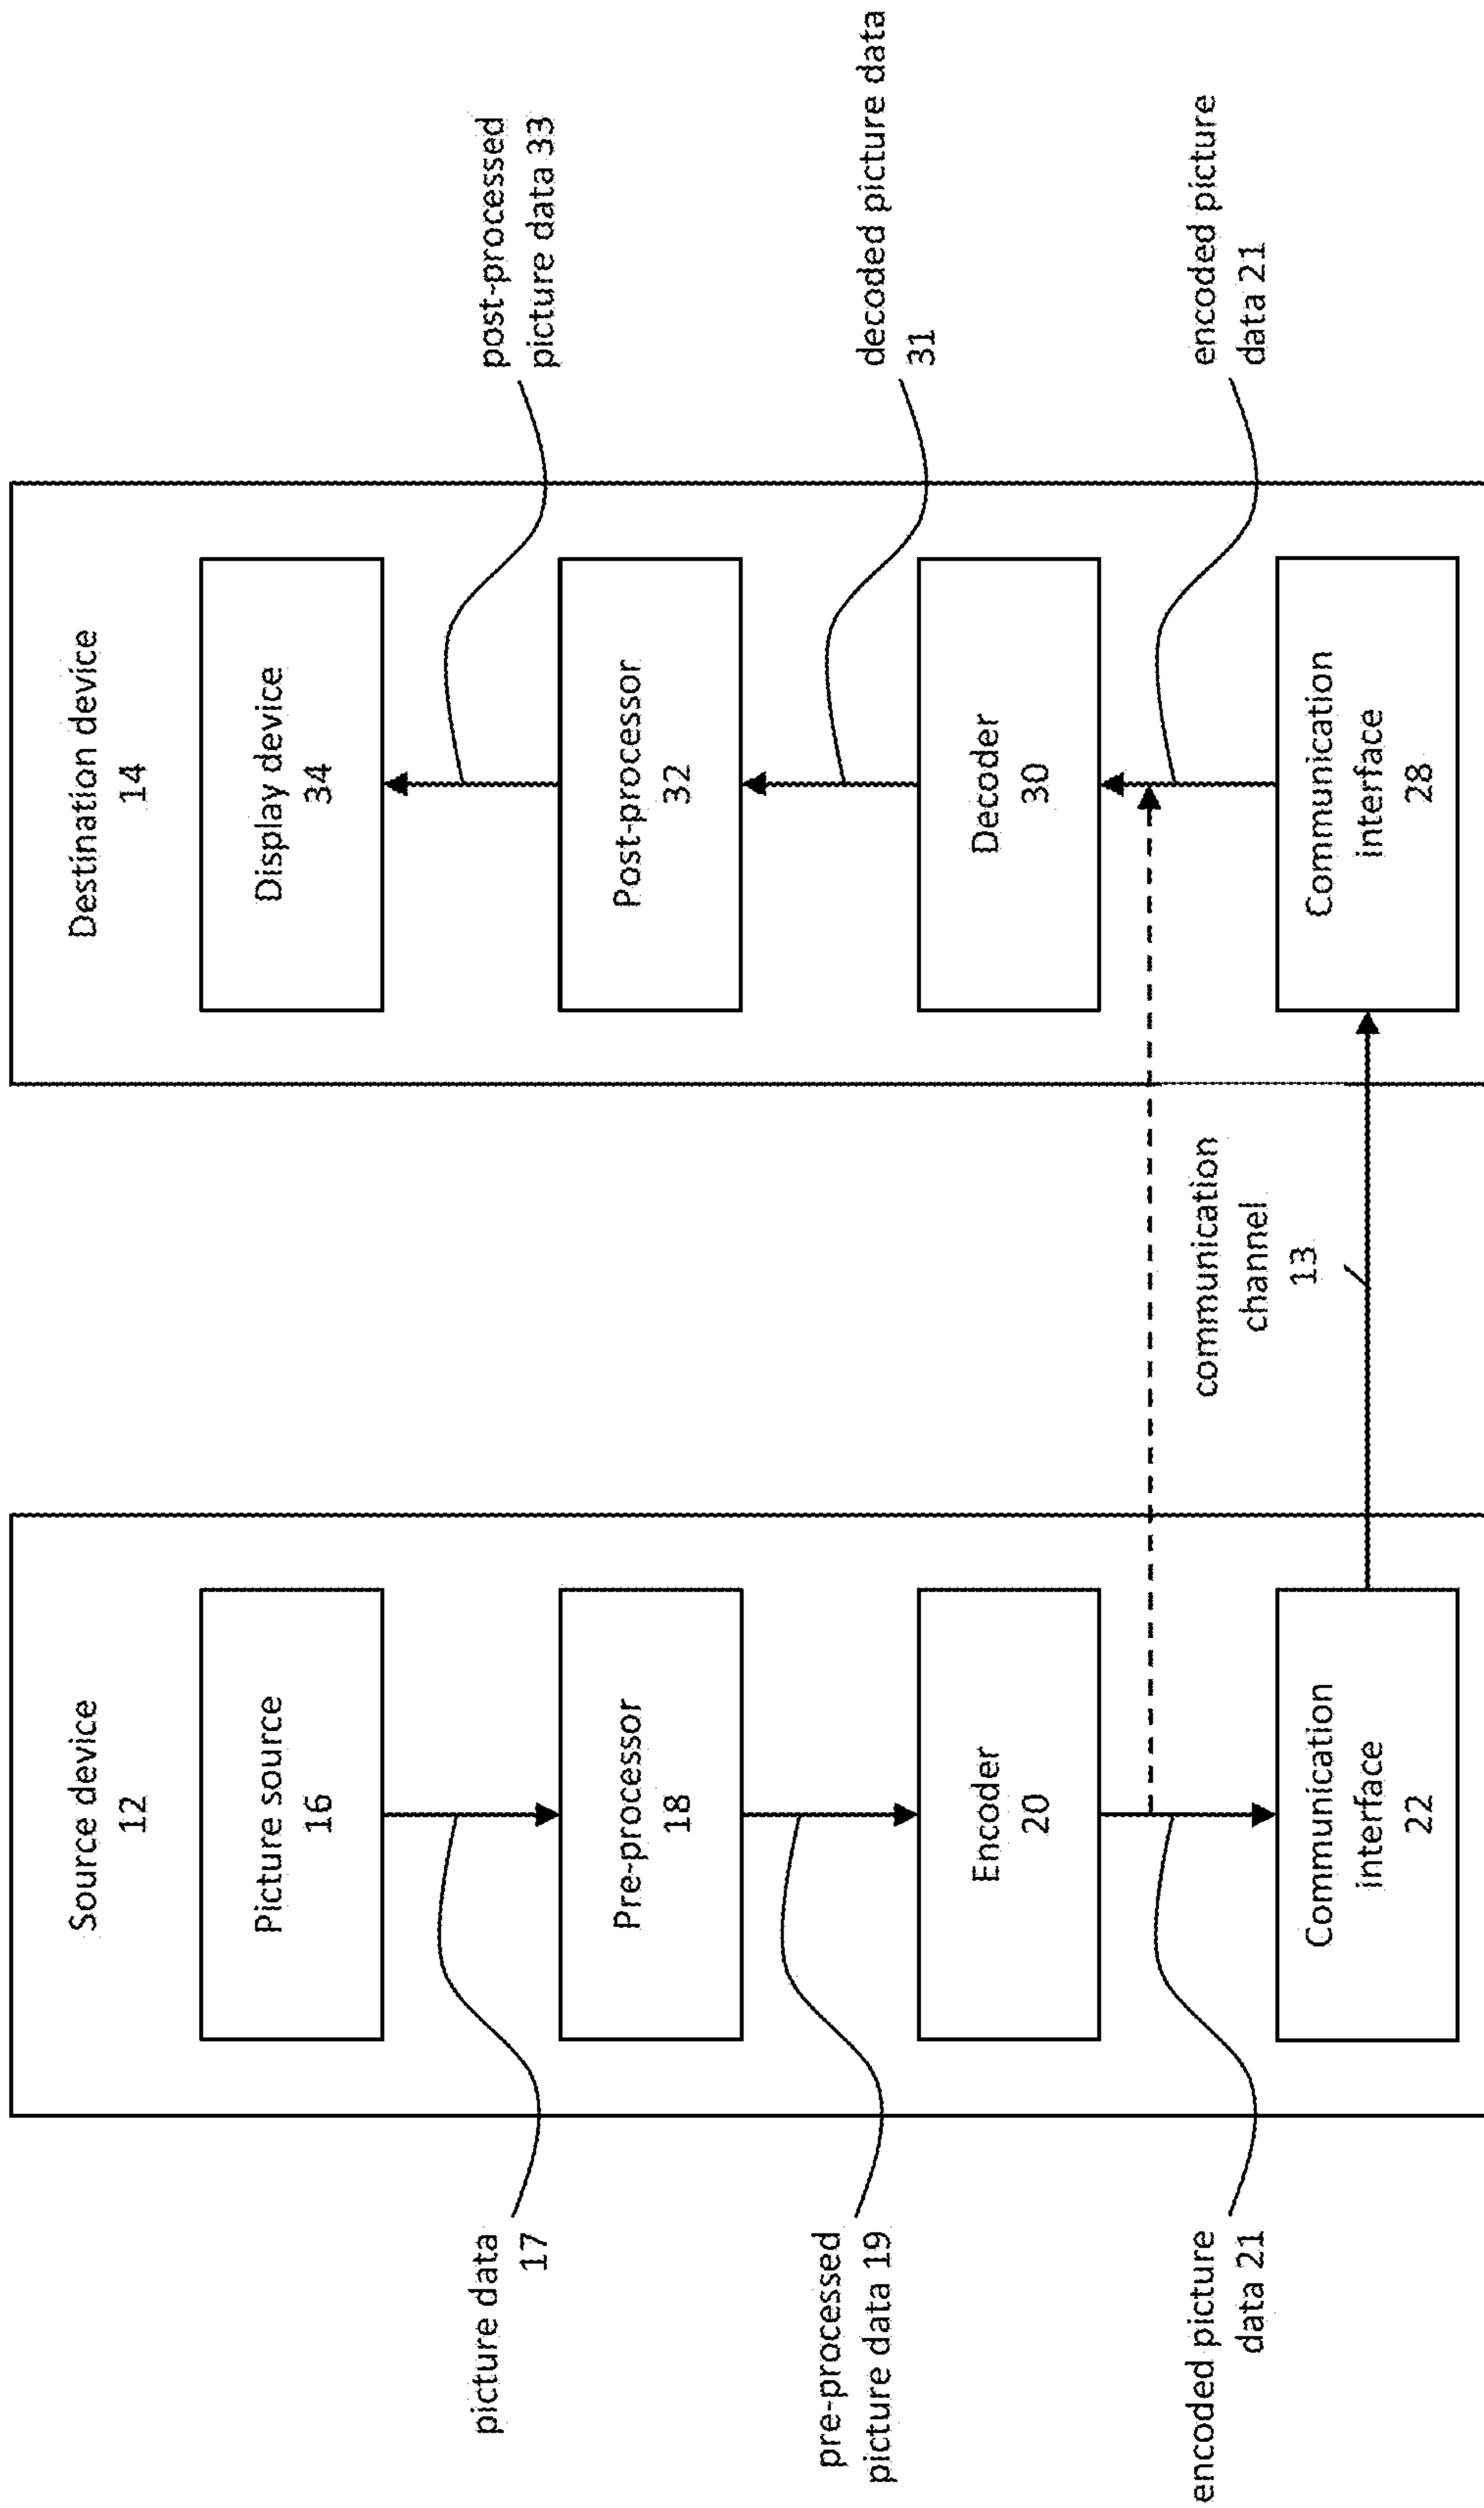 Source device
12
Picture source
16
picture data
17
Pre-processor
18
pre-processed
picture data 19
Encoder
20
encoded picture
data 21
Communication
interface
22
communication
channel
13
Destination device
14
Display device
34
post-processed
picture data 33
Post-processor
32
decoded picture data
31
Decoder
30
encoded picture
data 21
Communication
interface
28